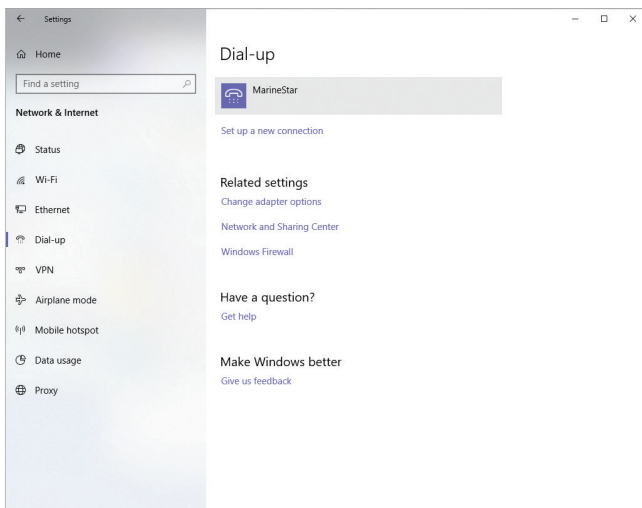 Settings
Home
Find a setting
Network & Internet
Status
Wi-Fi
Ethernet
Dial-up
VPN
Airplane mode
Mobile hotspot
Data usage
Proxy
Dial-up
MarineStar
Set up a new connection
Related settings
Change adapter options
Network and Sharing Center
Windows Firewall
Have a question?
Get help
Make Windows better
Give us feedback